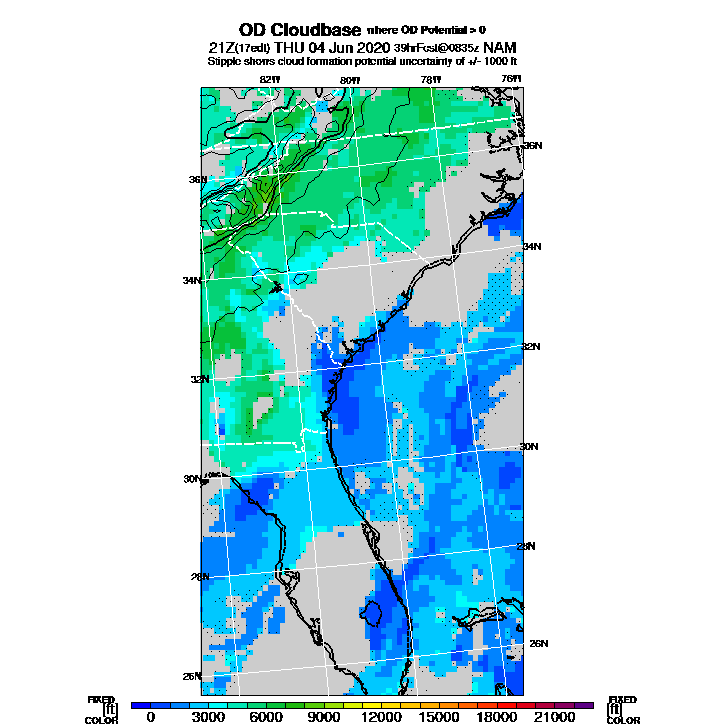 OD Cloudbase where OD Potential > 0
21Z(17edt) THU 04 Jun 2020 39hrFcst@0835z NAM
Stipple shows cloud formation potential uncertainty of +/- 1000 ft
82W 80W 78W 76W
36N
36N
34N
34N
32N
32N
30N
30N
28N
28N
26N
26N
FIXED FIXED
[ft] [ft]
COLOR COLOR
0 3000 6000 9000 12000 15000 18000 21000